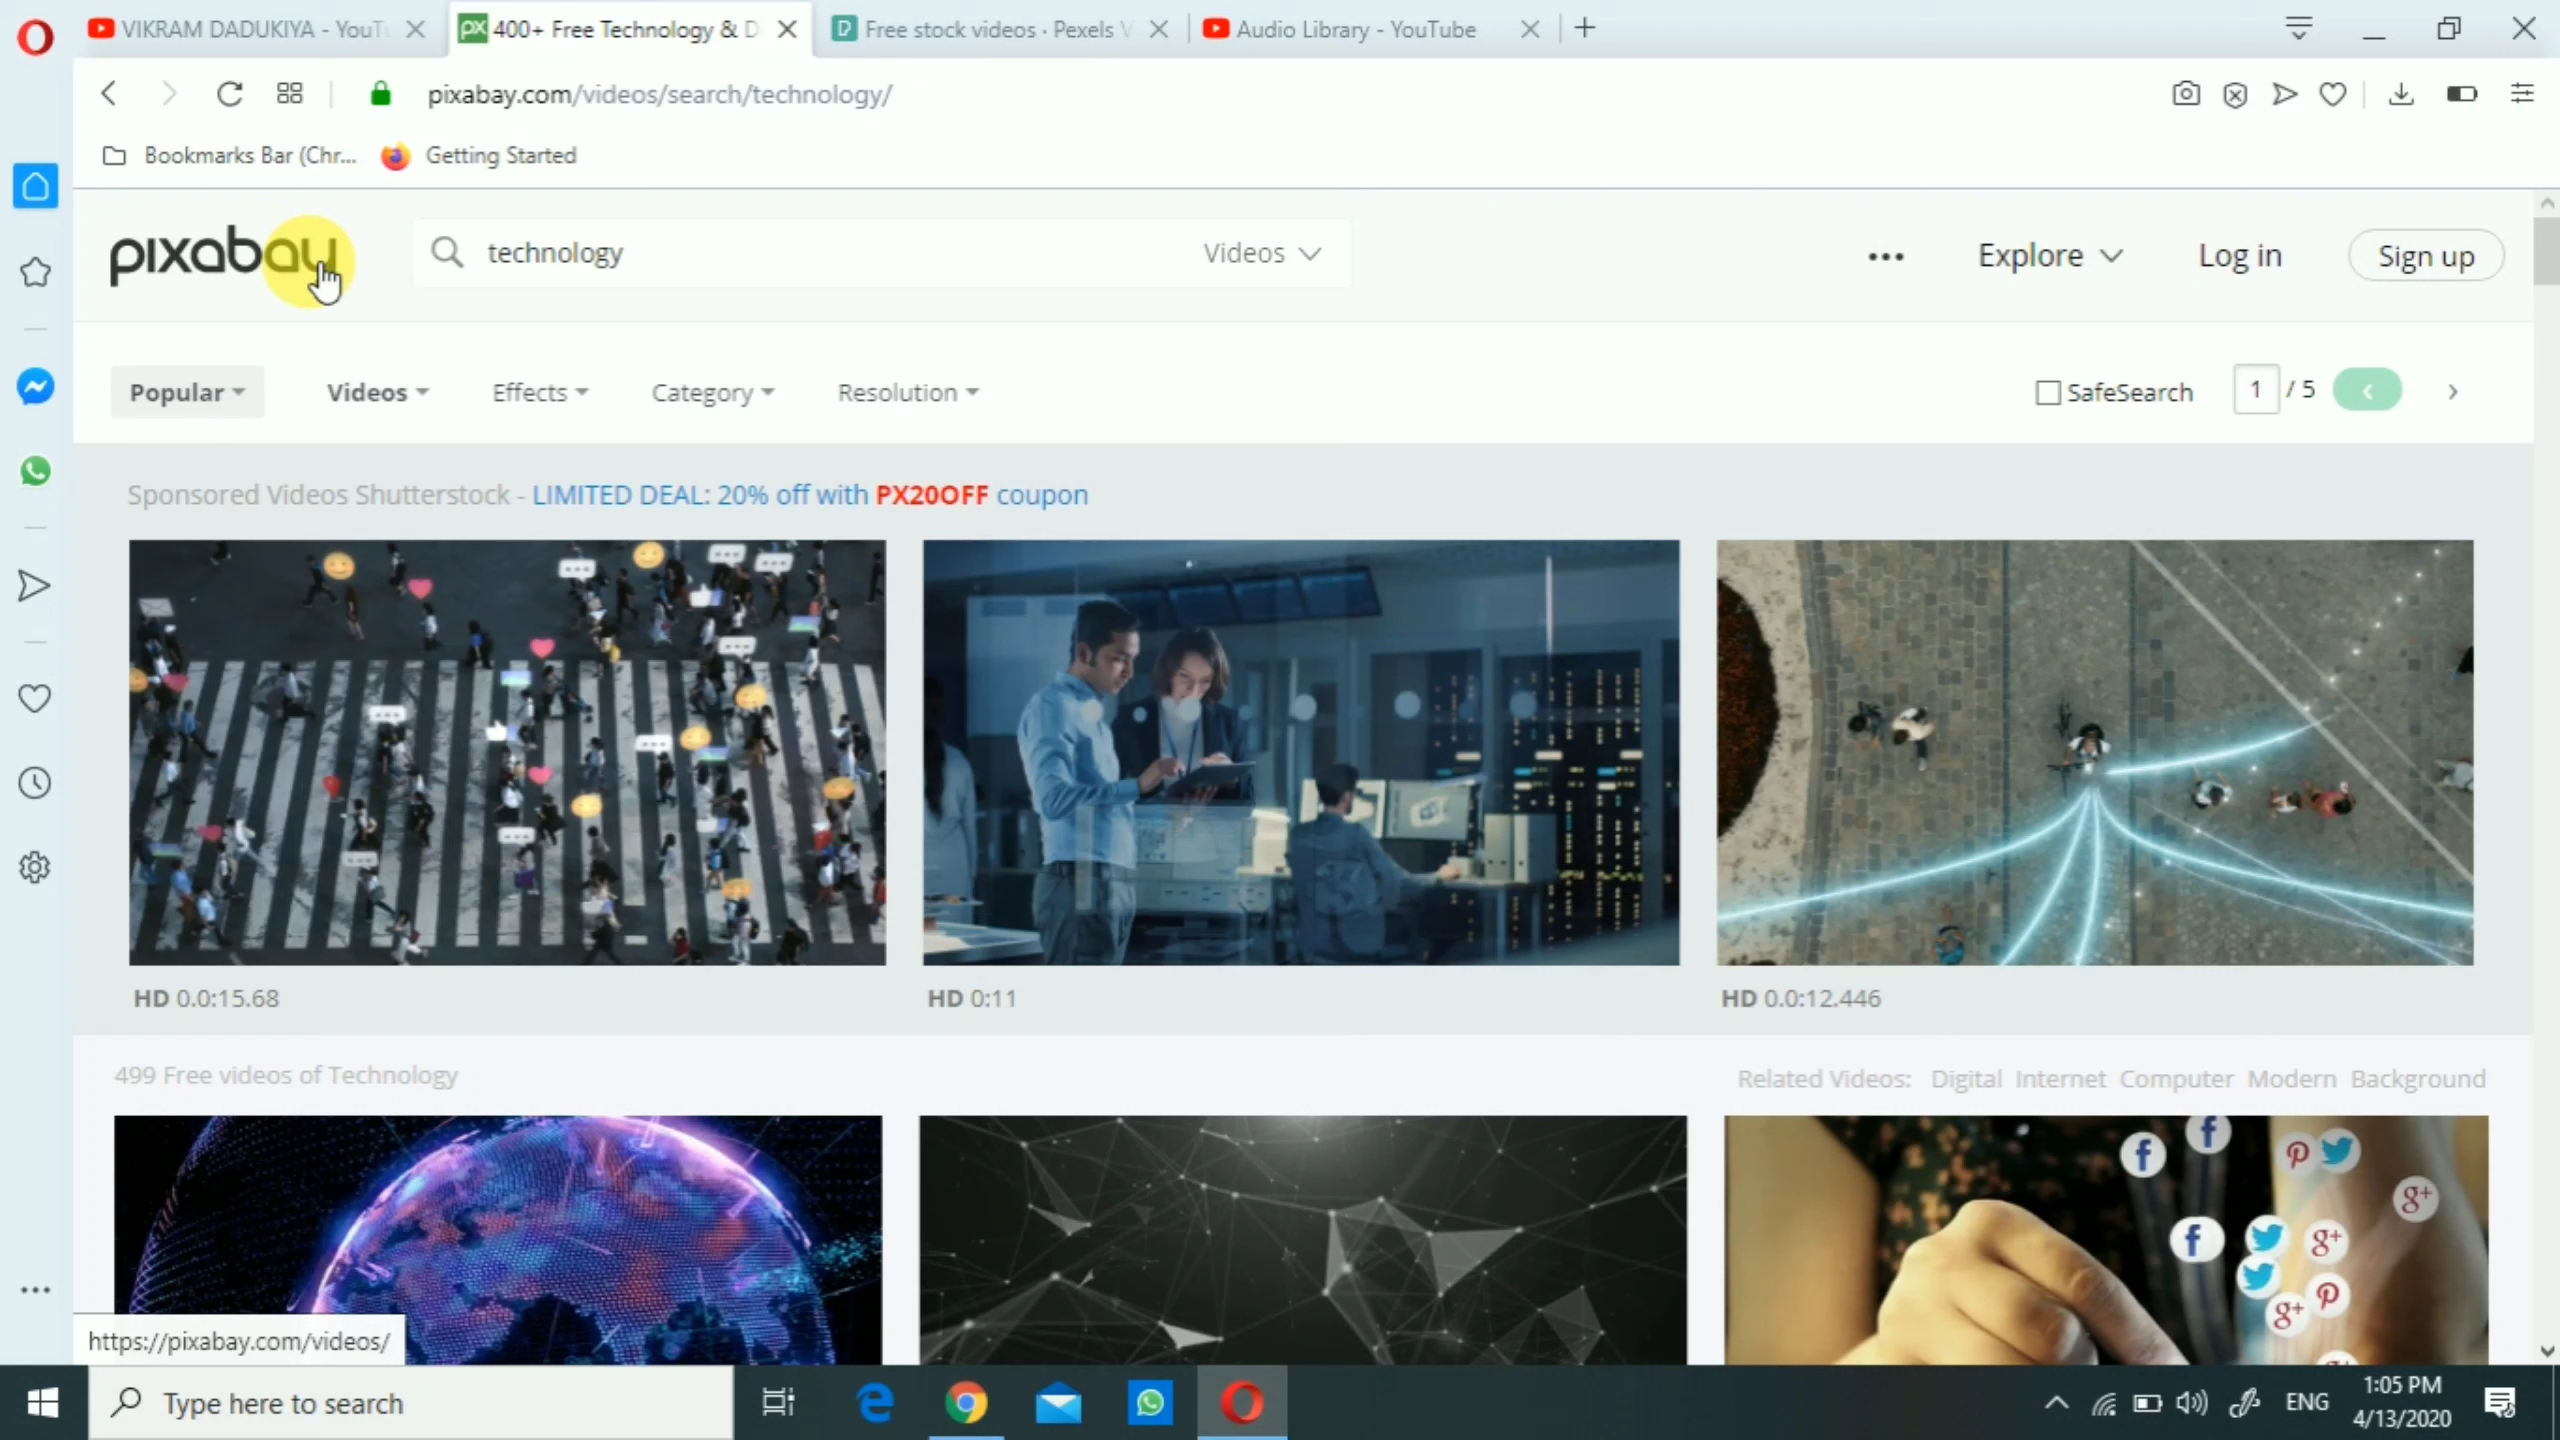 VIKRAM DADUKIYA - YouT
400+ Free Technology & D
Free stock videos · Pexels V
Audio Library - YouTube
pixabay.com/videos/search/technology/
Bookmarks Bar (Chr...
Getting Started
pixabay
technology
Videos
Explore
Log in
Sign up
Popular
Videos
Effects
Category
Resolution
SafeSearch
1 / 5
Sponsored Videos Shutterstock - LIMITED DEAL: 20% off with PX20OFF coupon
HD 0.0:15.68
HD 0:11
HD 0.0:12.446
499 Free videos of Technology
Related Videos: Digital Internet Computer Modern Background
https://pixabay.com/videos/
Type here to search
ENG
1:05 PM
4/13/2020